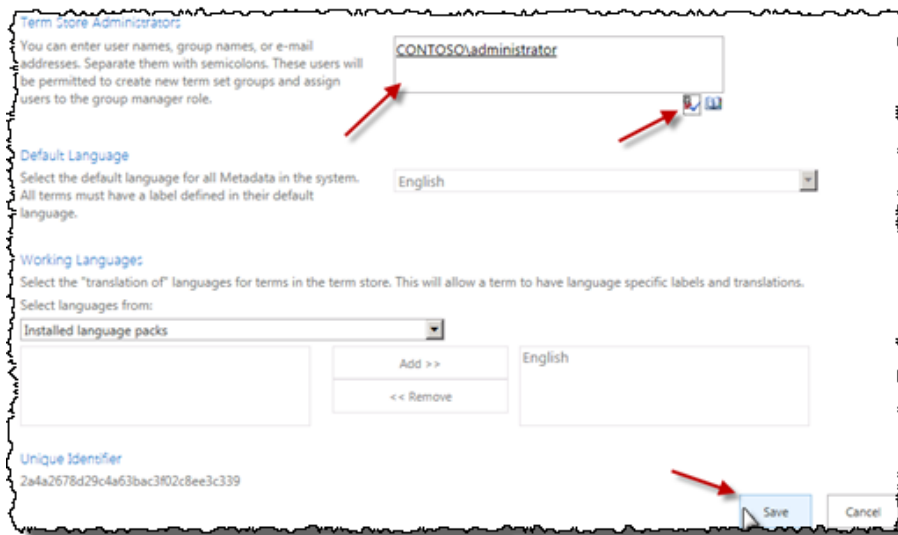 Term Store Administrators
You can enter user names, group names, or e-mail
addresses. Separate them with semicolons. These users will
be permitted to create new term set groups and assign
users to the group manager role.
CONTOSO\administrator
Default Language
Select the default language for all Metadata in the system.
All terms must have a label defined in their default
language.
English
Working Languages
Select the "translation of" languages for terms in the term store. This will allow a term to have language specific labels and translations.
Select languages from:
Installed language packs
Add >>
<< Remove
English
Unique Identifier
2a4a2678d29c4a63bac3f02c8ee3c339
Save
Cancel